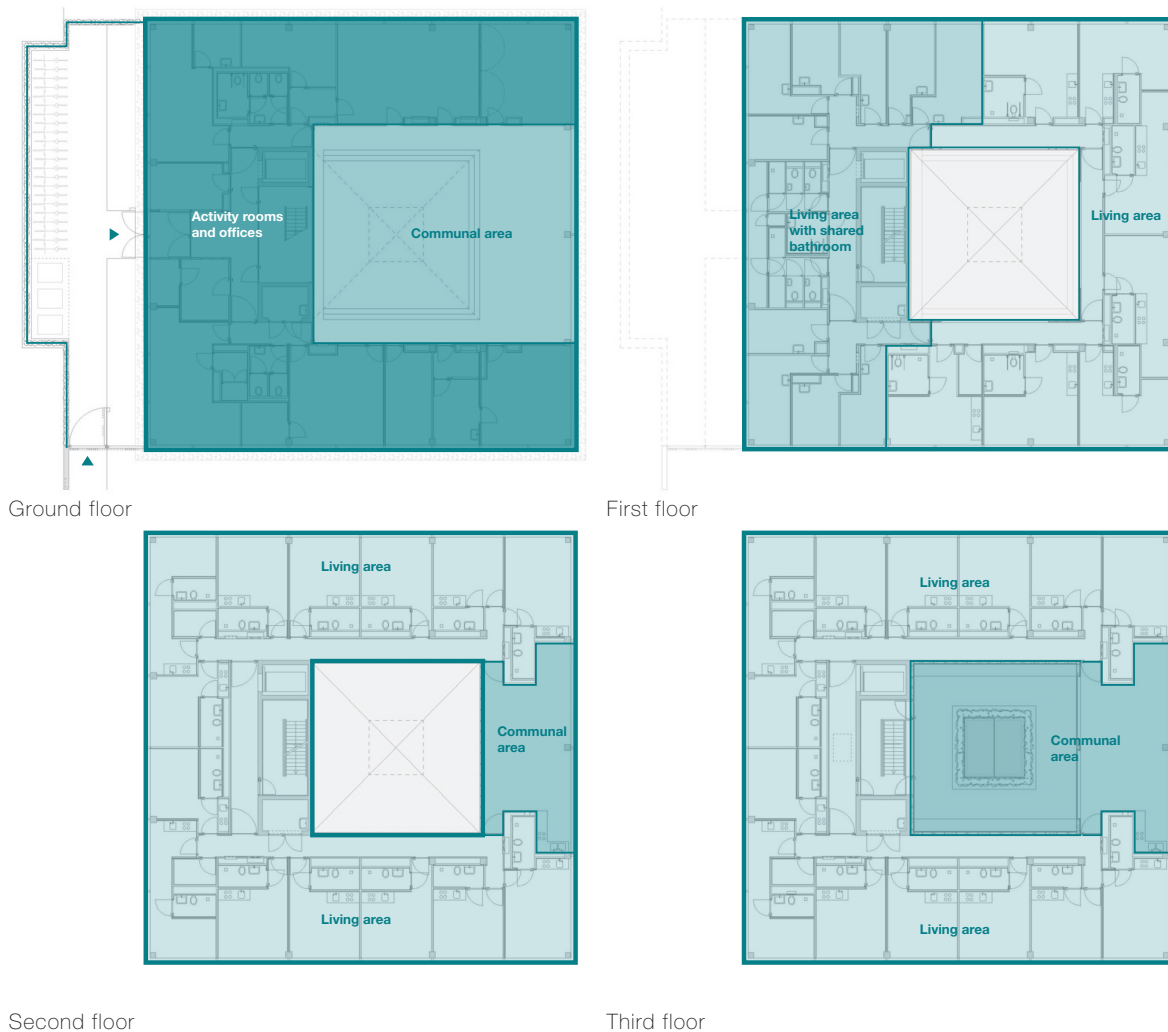 Activity rooms
and offices
Communal area
Ground floor
Living area
with shared
bathroom
Living area
First floor
Living area
Communal
area
Living area
Second floor
Living area
Communal
area
Living area
Third floor